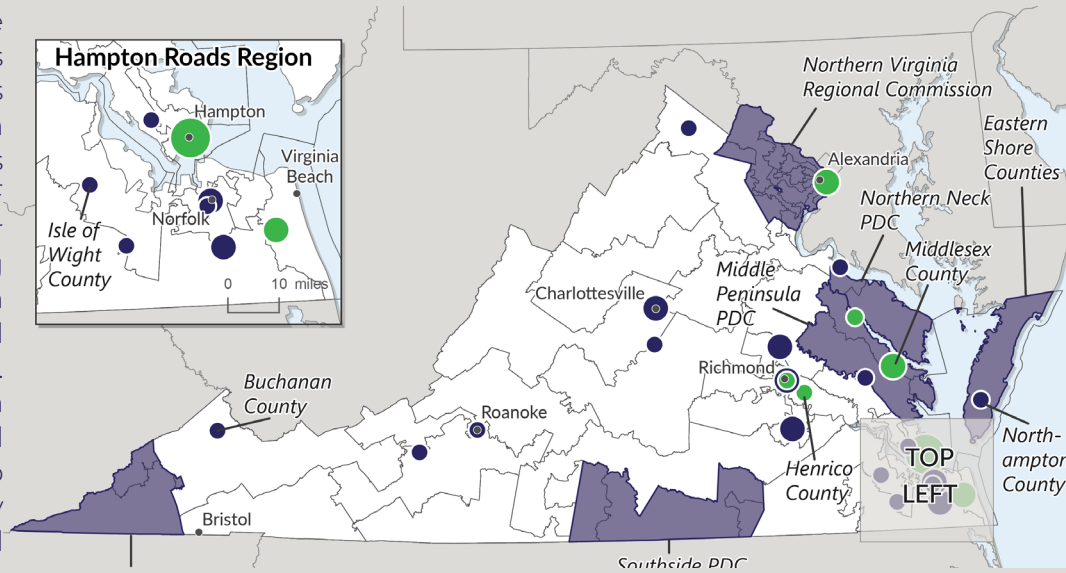 Hampton Roads Region
Hampton
Virginia
Beach
Norfolk
Isle of
Wight
County
0 10 miles
Northern Virginia
Regional Commission
Eastern
Shore
Counties
Alexandria
Northern Neck
PDC
Middlesex
County
Middle
Peninsula
PDC
Charlottesville
Richmond
Buchanan
County
Roanoke
Henrico
County
North-
ampton
County
TOP
LEFT
Bristol
Southside PDC